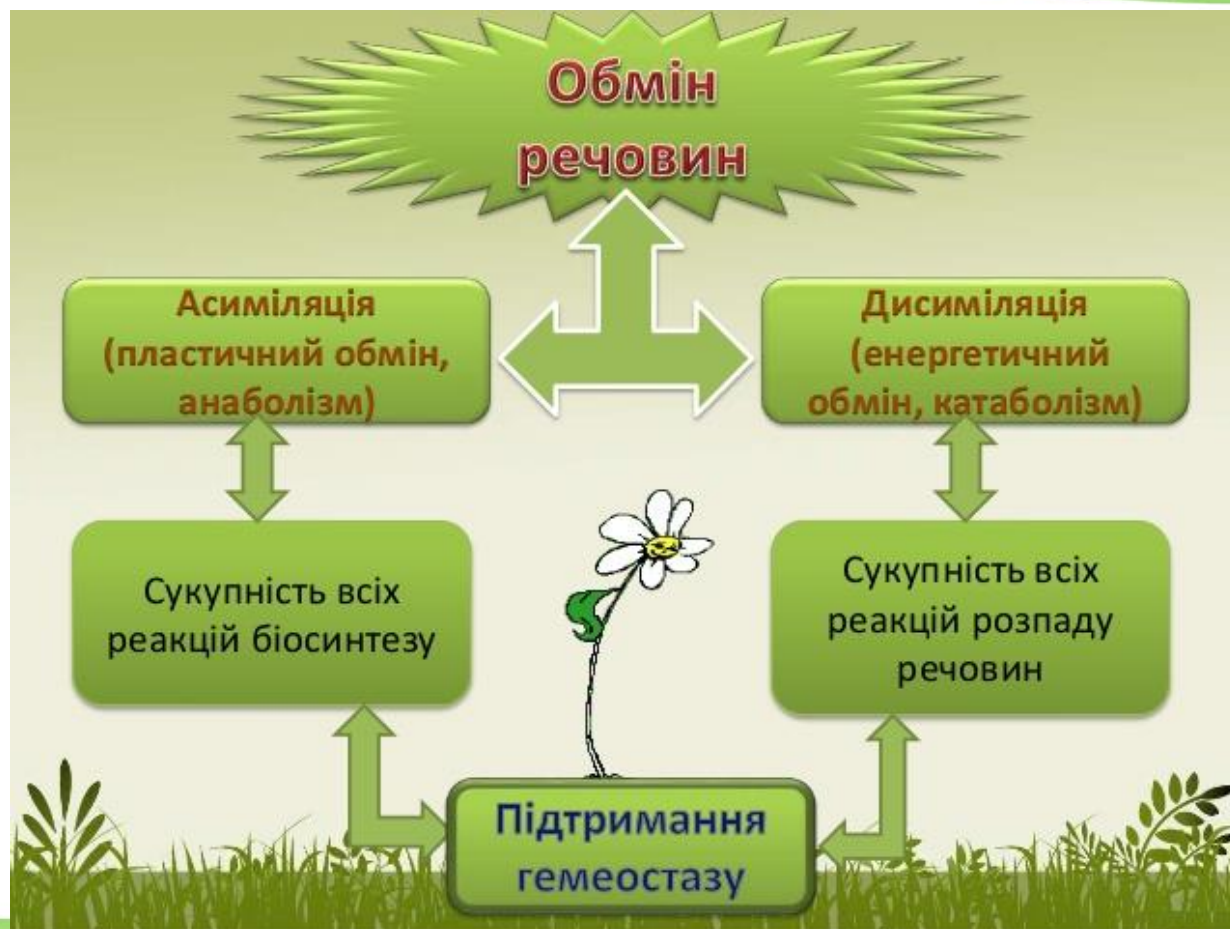 Обмін
речовин
Асиміляція
(пластичний обмін,
анаболізм)
Дисиміляція
(енергетичний
обмін, катаболізм)
Сукупність всіх
реакцій біосинтезу
Сукупність всіх
реакцій розпаду
речовин
Підтримання
гемеостазу